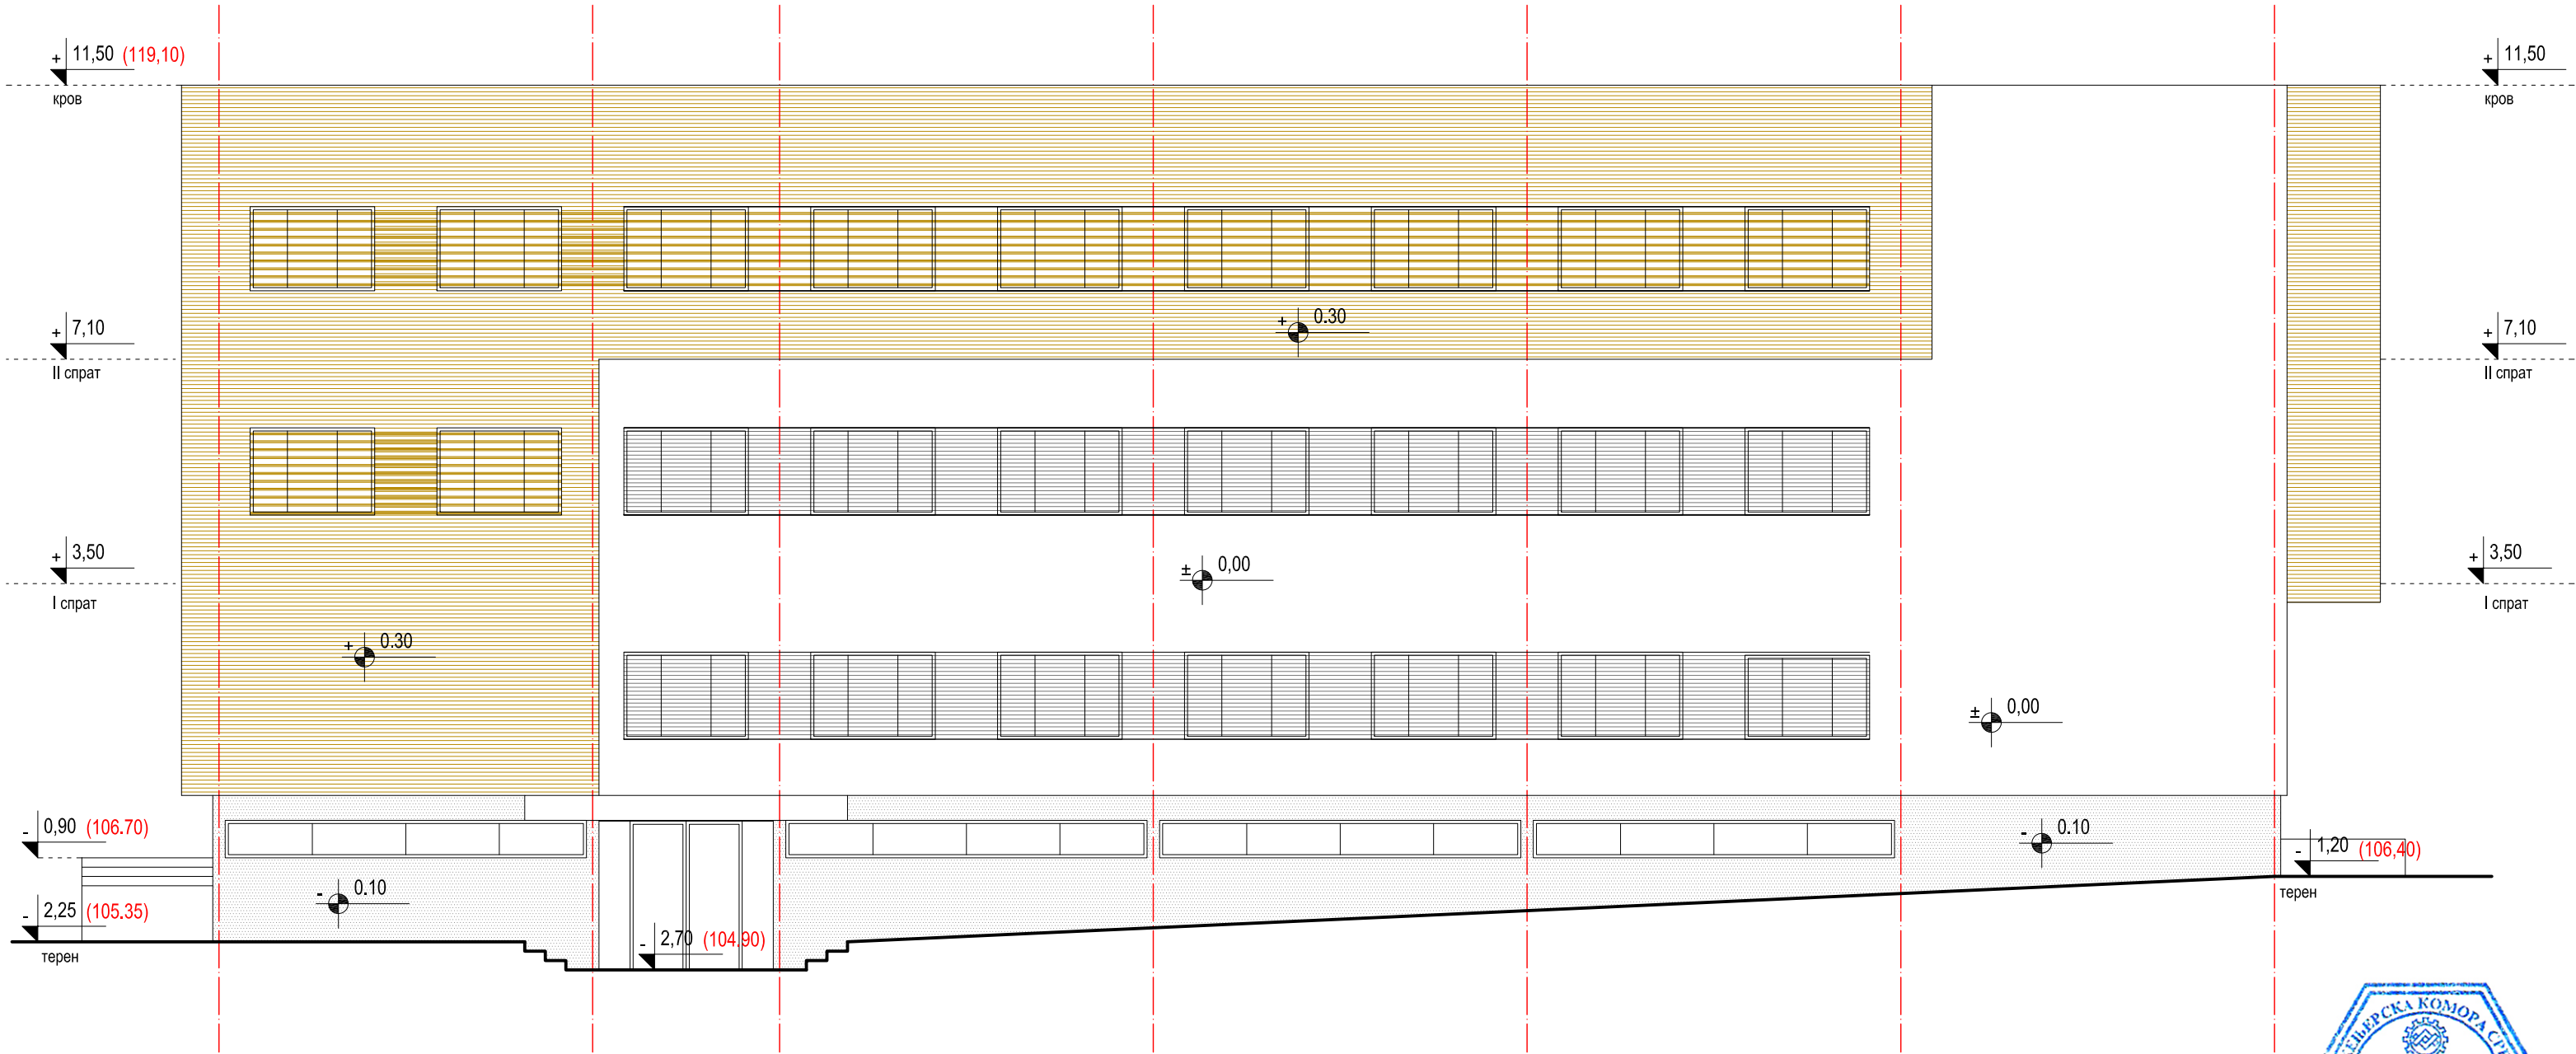 + 11,50 (119,10)
кров
+ 11,50
кров
+ 0.30
+ 7,10
II спрат
+ 7,10
II спрат
+ 3,50
I спрат
± 0,00
+ 3,50
I спрат
+ 0.30
± 0,00
- 0,90 (106.70)
- 0.10
- 1,20 (106,40)
терен
- 0.10
- 2,25 (105.35)
терен
- 2,70 (104.90)
КОМОРА